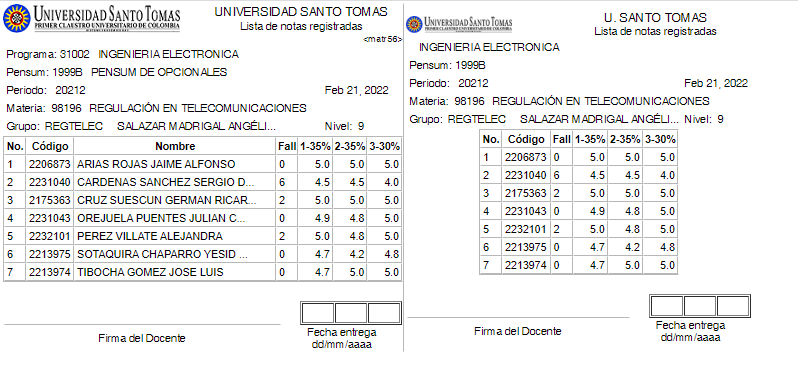 UNIVERSIDAD SANTO TOMAS
PRIMER CLAUSTRO UNIVERSITARIO DE COLOMBIA
UNIVERSIDAD SANTO TOMAS
Lista de notas registradas
<matr56>
Programa: 31002 INGENIERIA ELECTRONICA
Pensum: 1999B PENSUM DE OPCIONALES
Periodo: 20212 Feb 21, 2022
Materia: 98196 REGULACIÓN EN TELECOMUNICACIONES
Grupo: REGTELEC SALAZAR MADRIGAL ANGÉLI... Nivel: 9
No. Código Nombre Fall 1-35% 2-35% 3-30%
1 2206873 ARIAS ROJAS JAIME ALFONSO 0 5.0 5.0 5.0
2 2231040 CARDENAS SANCHEZ SERGIO D... 6 4.5 4.5 4.0
3 2175363 CRUZ SUESCUN GERMAN RICAR... 2 5.0 5.0 5.0
4 2231043 OREJUELA PUENTES JULIAN C... 0 4.9 4.8 5.0
5 2232101 PEREZ VILLATE ALEJANDRA 2 5.0 4.8 5.0
6 2213975 SOTAQUIRA CHAPARRO YESID ... 0 4.7 4.2 4.8
7 2213974 TIBOCHA GOMEZ JOSE LUIS 0 4.7 5.0 5.0
Firma del Docente
Fecha entrega
dd/mm/aaaa
UNIVERSIDAD SANTO TOMAS
PRIMER CLAUSTRO UNIVERSITARIO DE COLOMBIA
U. SANTO TOMAS
Lista de notas registradas
INGENIERIA ELECTRONICA
Pensum: 1999B
Periodo: 20212 Feb 21, 2022
Materia: 98196 REGULACIÓN EN TELECOMUNICACIONES
Grupo: REGTELEC SALAZAR MADRIGAL ANGÉLI... Nivel: 9
No. Código Fall 1-35% 2-35% 3-30%
1 2206873 0 5.0 5.0 5.0
2 2231040 6 4.5 4.5 4.0
3 2175363 2 5.0 5.0 5.0
4 2231043 0 4.9 4.8 5.0
5 2232101 2 5.0 4.8 5.0
6 2213975 0 4.7 4.2 4.8
7 2213974 0 4.7 5.0 5.0
Firma del Docente
Fecha entrega
dd/mm/aaaa